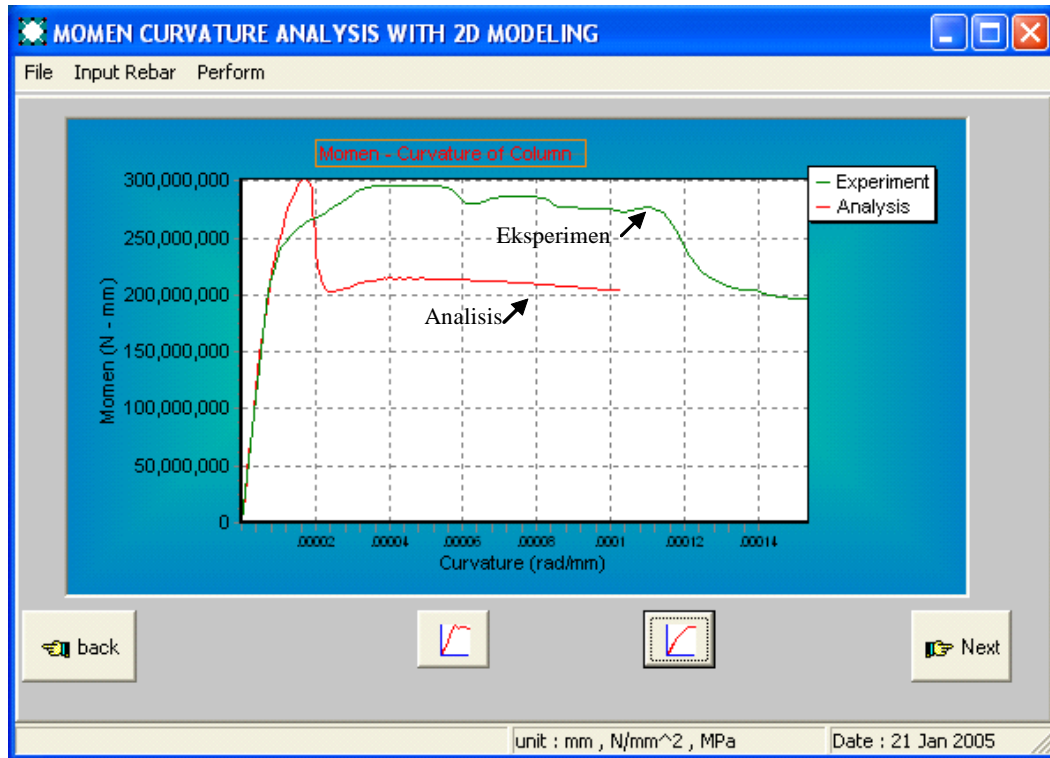 MOMEN CURVATURE ANALYSIS WITH 2D MODELING
File Input Rebar Perform
Momen - Curvature of Column
Experiment
Analysis
300,000,000
250,000,000
200,000,000
150,000,000
100,000,000
50,000,000
0
Momen (N - mm)
Eksperimen
Analisis
.00002 .00004 .00006 .00008 .0001 .00012 .00014
Curvature (rad/mm)
back
Next
unit : mm , N/mm^2 , MPa
Date : 21 Jan 2005